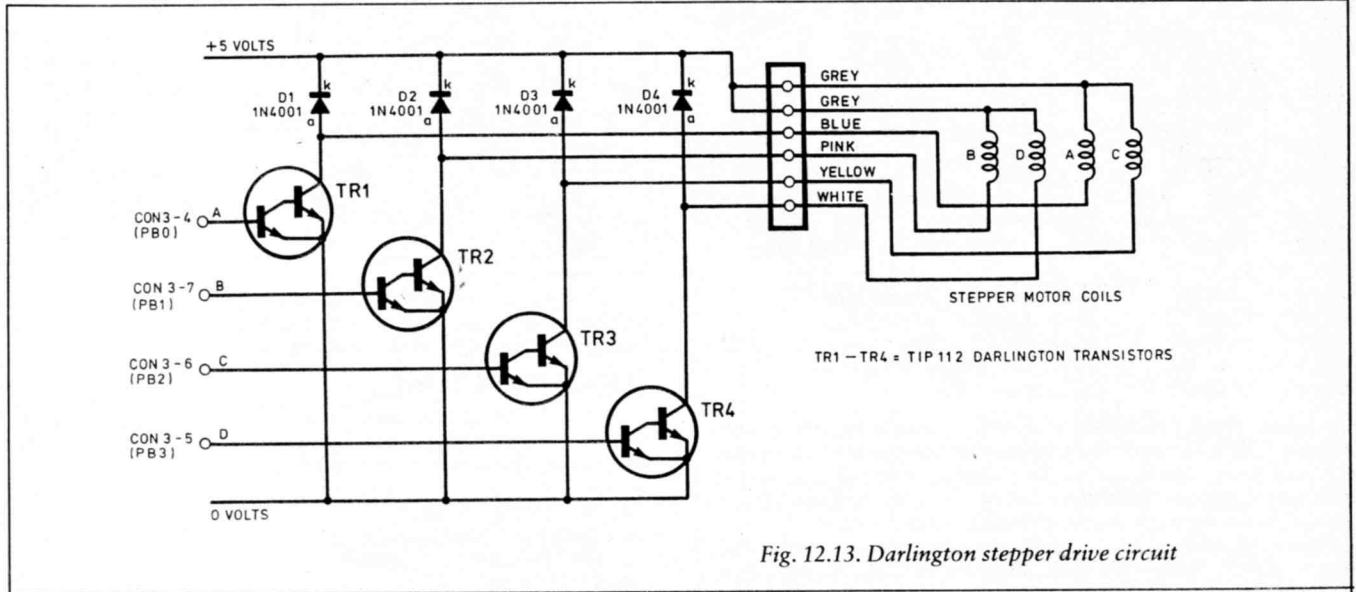 +5 VOLTS
D1
1N4001
k
a
D2
1N4001
k
a
D3
1N4001
k
a
D4
1N4001
k
a
GREY
GREY
BLUE
PINK
YELLOW
WHITE
B
D
A
C
STEPPER MOTOR COILS
TR1
CON3-4
(PB0)
A
TR2
CON 3-7
(PB1)
B
TR3
CON 3-6
(PB2)
C
TR4
CON 3-5
(PB3)
D
TR1-TR4 = TIP 112 DARLINGTON TRANSISTORS
0 VOLTS
Fig. 12.13. Darlington stepper drive circuit